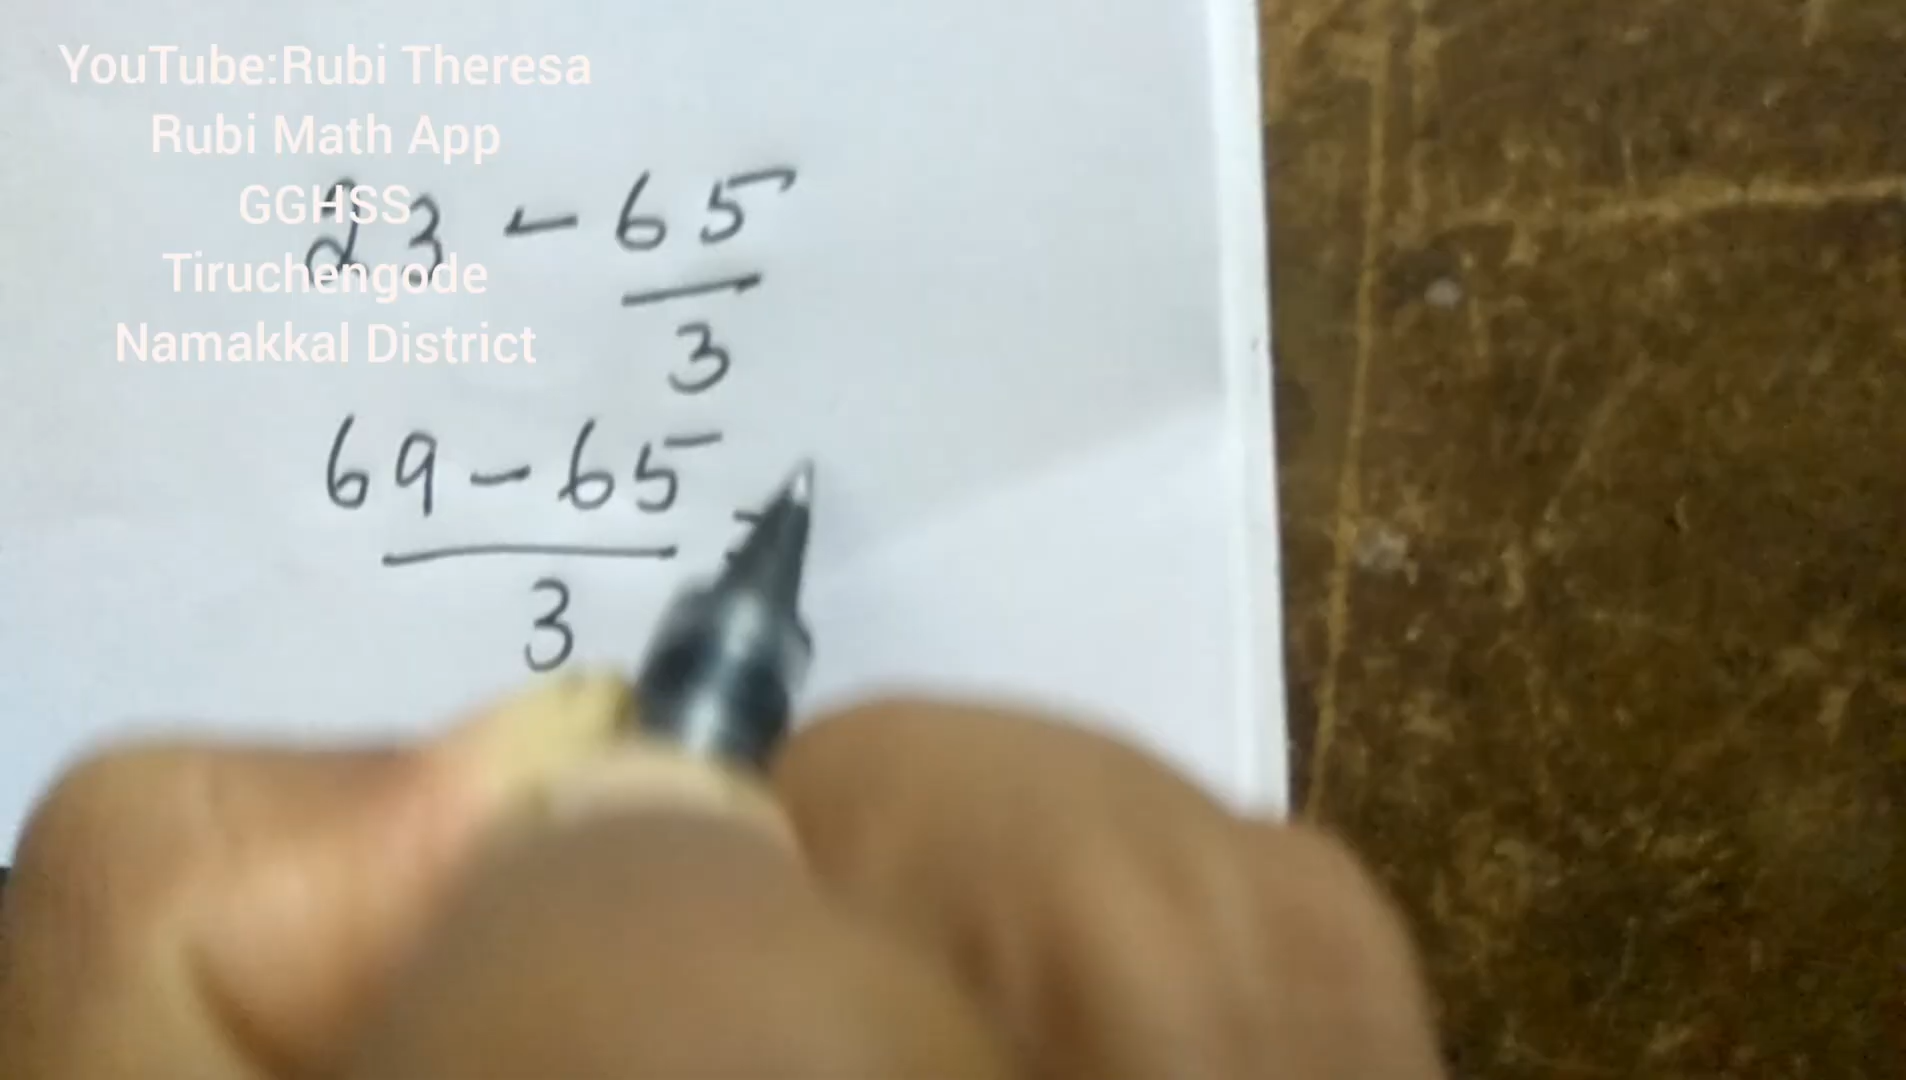 YouTube:Rubi Theresa
Rubi Math App
GGHSS
Tiruchengode
Namakkal District
23 - 65
3
69 - 65 =
3